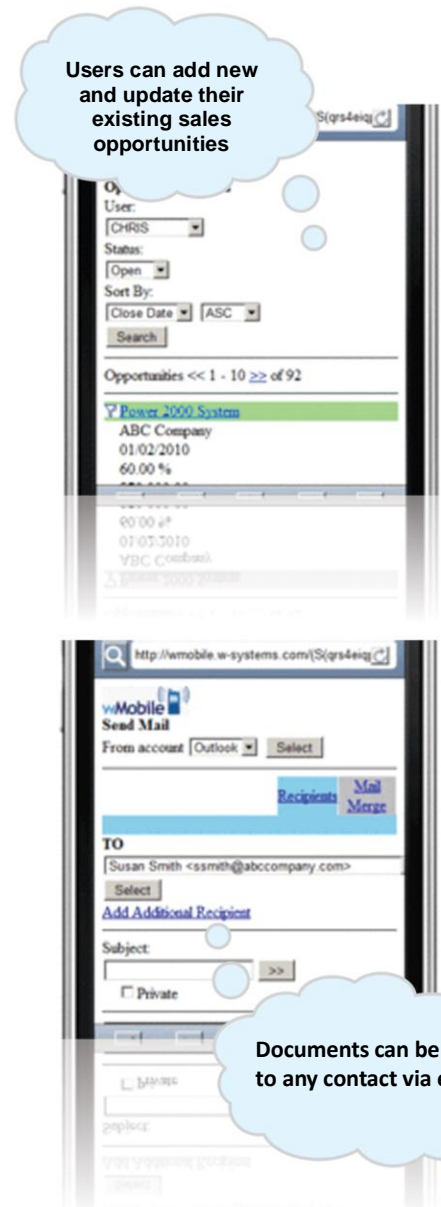 Users can add new
and update their
existing sales
opportunities
S(qrs4eiq
User:
CHRIS
Status:
Open
Sort By:
Close Date ASC
Search
Opportunities << 1 - 10 >> of 92
Power 2000 System
ABC Company
01/02/2010
60.00 %
http://wmobile.w-systems.com/(S(qrs4eiq
wMobile
Send Mail
From account Outlook Select
Recipients Mail
Merge
TO
Susan Smith <ssmith@abccompany.com>
Select
Add Additional Recipient
Subject:
>>
Private
Documents can be
to any contact via